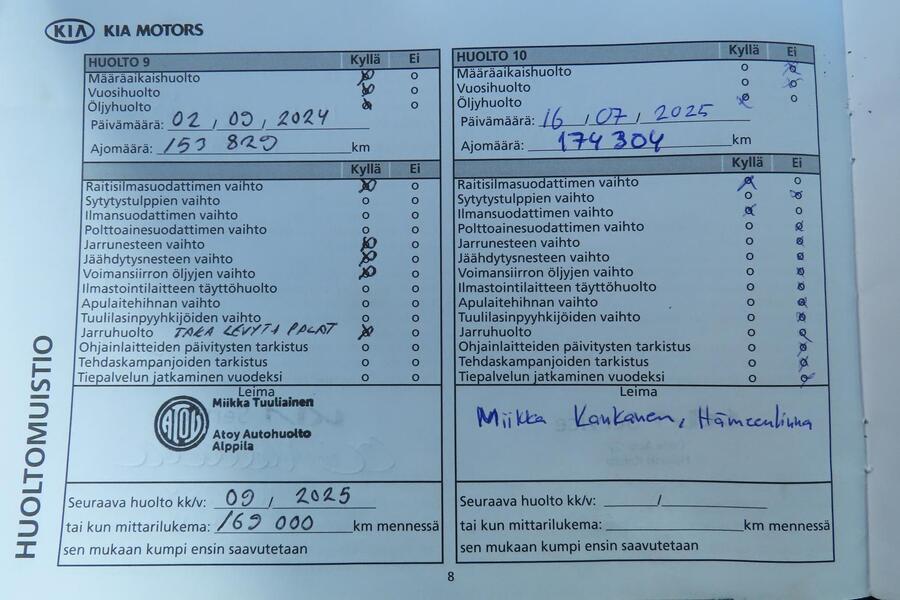 KIA KIA MOTORS
HUOLTOMUISTIO
HUOLTO 9 Kyllä Ei
Määräaikaishuolto
Vuosihuolto
Öljyhuolto
Päivämäärä: 02 / 09 / 2024
Ajomäärä: 153 829 km
Kyllä Ei
Raitisilmasuodattimen vaihto
Sytytystulppien vaihto
Ilmansuodattimen vaihto
Polttoainesuodattimen vaihto
Jarrunesteen vaihto
Jäähdytysnesteen vaihto
Voimansiirron öljyjen vaihto
Ilmastointilaitteen täyttöhuolto
Apulaitehihnan vaihto
Tuulilasinpyyhkijöiden vaihto
Jarruhuolto TAKA LEVYT+PALAT
Ohjainlaitteiden päivitysten tarkistus
Tehdaskampanjoiden tarkistus
Tiepalvelun jatkaminen vuodeksi
Leima
ATOY
Miikka Tuuliainen
Atoy Autohuolto
Alppila
Seuraava huolto kk/v: 09 / 2025
tai kun mittarilukema: 169 000 km mennessä
sen mukaan kumpi ensin saavutetaan
HUOLTO 10 Kyllä Ei
Määräaikaishuolto
Vuosihuolto
Öljyhuolto
Päivämäärä: 16 / 07 / 2025
Ajomäärä: 174 304 km
Kyllä Ei
Raitisilmasuodattimen vaihto
Sytytystulppien vaihto
Ilmansuodattimen vaihto
Polttoainesuodattimen vaihto
Jarrunesteen vaihto
Jäähdytysnesteen vaihto
Voimansiirron öljyjen vaihto
Ilmastointilaitteen täyttöhuolto
Apulaitehihnan vaihto
Tuulilasinpyyhkijöiden vaihto
Jarruhuolto
Ohjainlaitteiden päivitysten tarkistus
Tehdaskampanjoiden tarkistus
Tiepalvelun jatkaminen vuodeksi
Leima
Miikka Kankanen, Hämeenlinna
Seuraava huolto kk/v: /
tai kun mittarilukema: km mennessä
sen mukaan kumpi ensin saavutetaan
8